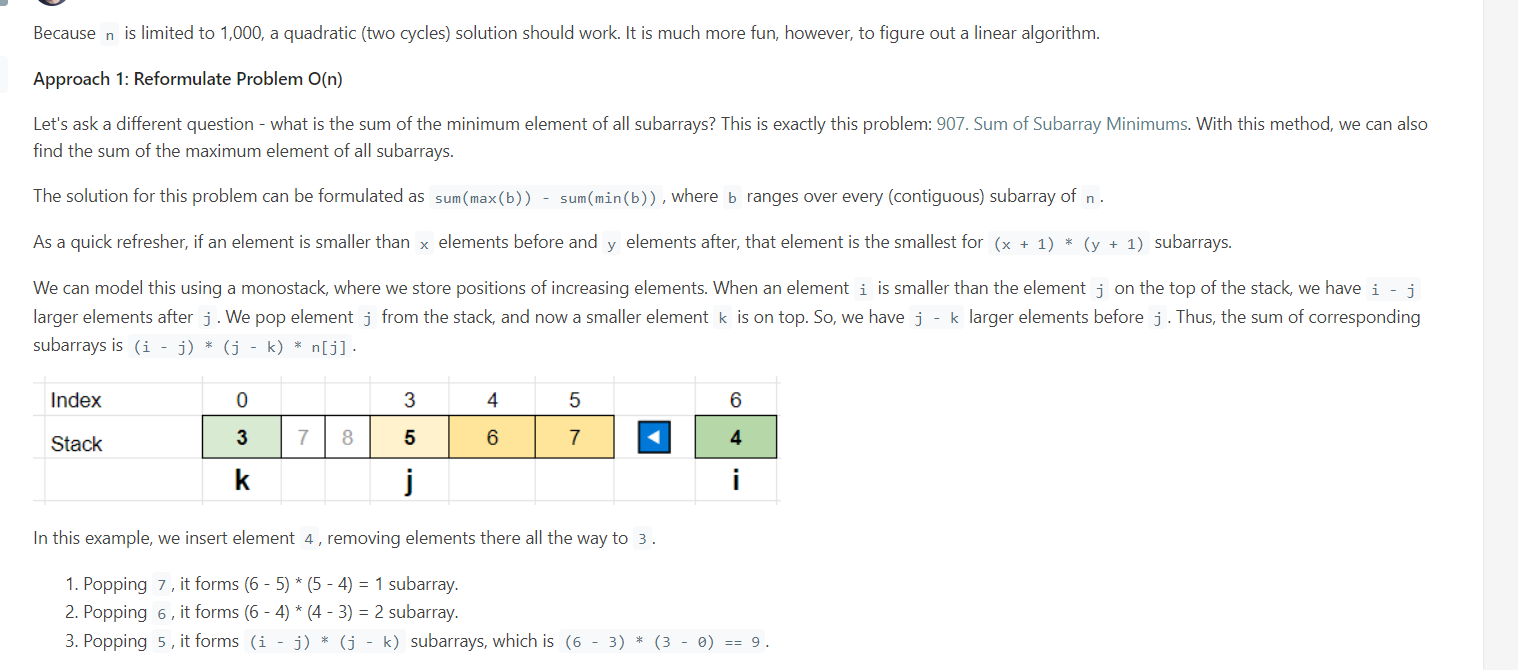 Because n is limited to 1,000, a quadratic (two cycles) solution should work. It is much more fun, however, to figure out a linear algorithm.
Approach 1: Reformulate Problem O(n)
Let's ask a different question - what is the sum of the minimum element of all subarrays? This is exactly this problem: 907. Sum of Subarray Minimums. With this method, we can also
find the sum of the maximum element of all subarrays.
The solution for this problem can be formulated as sum(max(b)) - sum(min(b)), where b ranges over every (contiguous) subarray of n.
As a quick refresher, if an element is smaller than x elements before and y elements after, that element is the smallest for (x + 1) * (y + 1) subarrays.
We can model this using a monostack, where we store positions of increasing elements. When an element i is smaller than the element j on the top of the stack, we have i - j
larger elements after j. We pop element j from the stack, and now a smaller element k is on top. So, we have j - k larger elements before j. Thus, the sum of corresponding
subarrays is (i - j) * (j - k) * n[j].
Index 0 3 4 5 6
Stack 3 7 8 5 6 7 4
k j i
In this example, we insert element 4, removing elements there all the way to 3.
1. Popping 7, it forms (6 - 5) * (5 - 4) = 1 subarray.
2. Popping 6, it forms (6 - 4) * (4 - 3) = 2 subarray.
3. Popping 5, it forms (i - j) * (j - k) subarrays, which is (6 - 3) * (3 - 0) == 9.